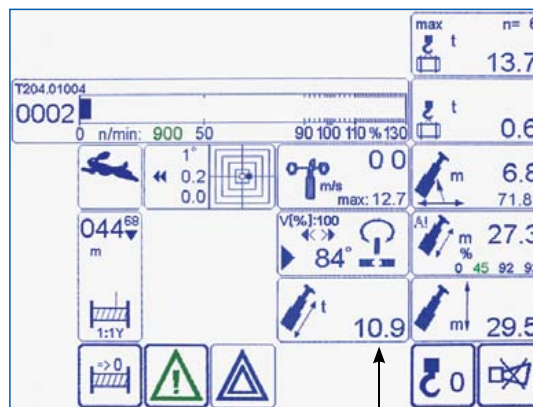 max n= 6
t
13.7
T204.01004
0002
0 n/min: 900 50 90 100 110 % 130
t
0.6
1°
0.2
0.0
0 0
m/s
max: 12.7
m
6.8
71.8
044 68
m
1:1Y
V[%]:100
84°
A!
m
%
27.3
0 45 92 9
t
10.9
m
29.5
=> 0
0